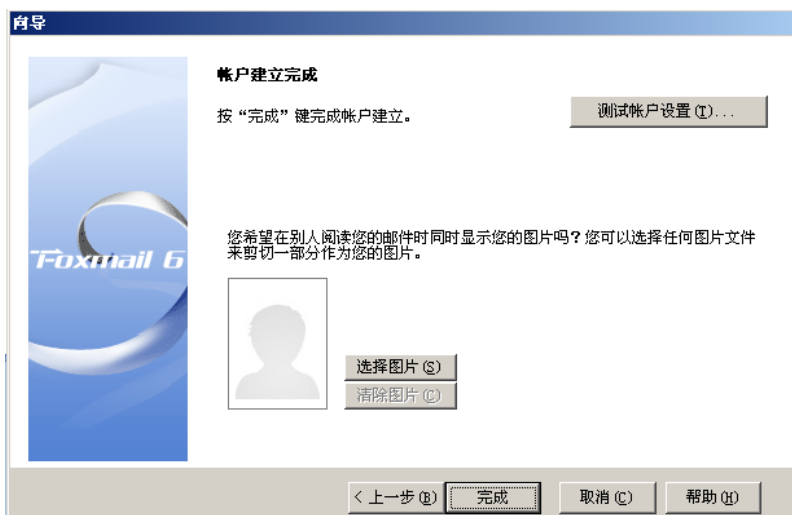 向导
帐户建立完成
按“完成”键完成帐户建立。
测试帐户设置(T)...
您希望在别人阅读您的邮件时同时显示您的图片吗？您可以选择任何图片文件
来剪切一部分作为您的图片。
Foxmail 6
选择图片(S)
清除图片(C)
< 上一步(B)
完成
取消(C)
帮助(H)